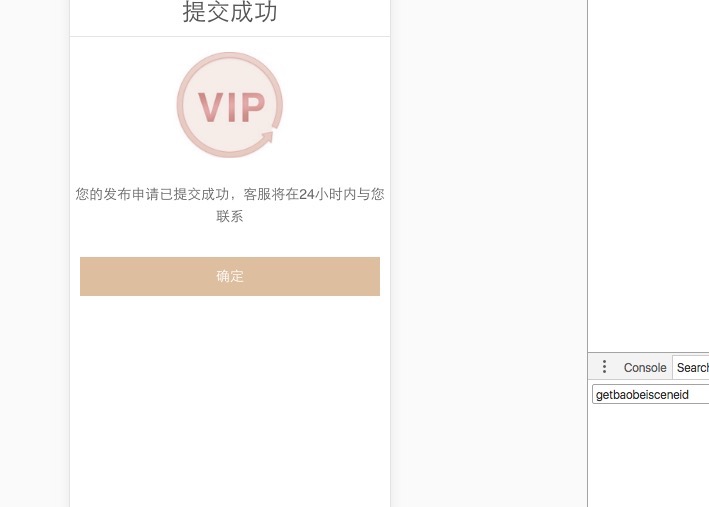 提交成功
VIP
您的发布申请已提交成功，客服将在24小时内与您
联系
确定
Console
Search
getbaobeisceneid